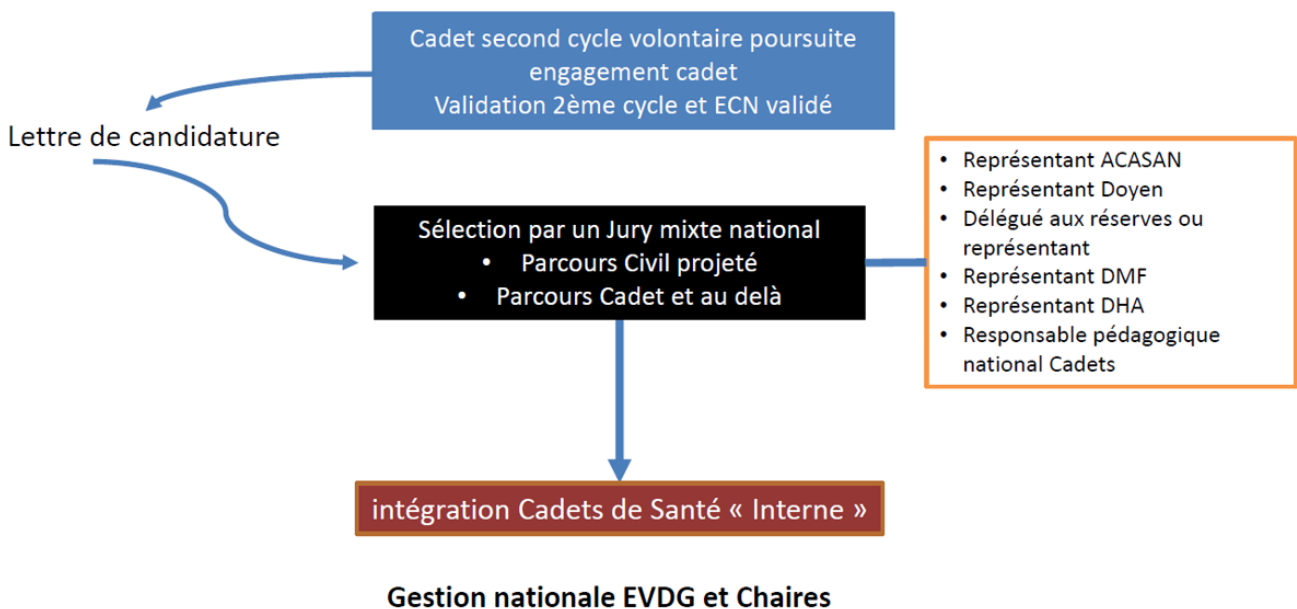 Cadet second cycle volontaire poursuite
engagement cadet
Validation 2ème cycle et ECN validé
Lettre de candidature
Sélection par un Jury mixte national
• Parcours Civil projeté
• Parcours Cadet et au delà
• Représentant ACASAN
• Représentant Doyen
• Délégué aux réserves ou
représentant
• Représentant DMF
• Représentant DHA
• Responsable pédagogique
national Cadets
intégration Cadets de Santé « Interne »
Gestion nationale EVDG et Chaires